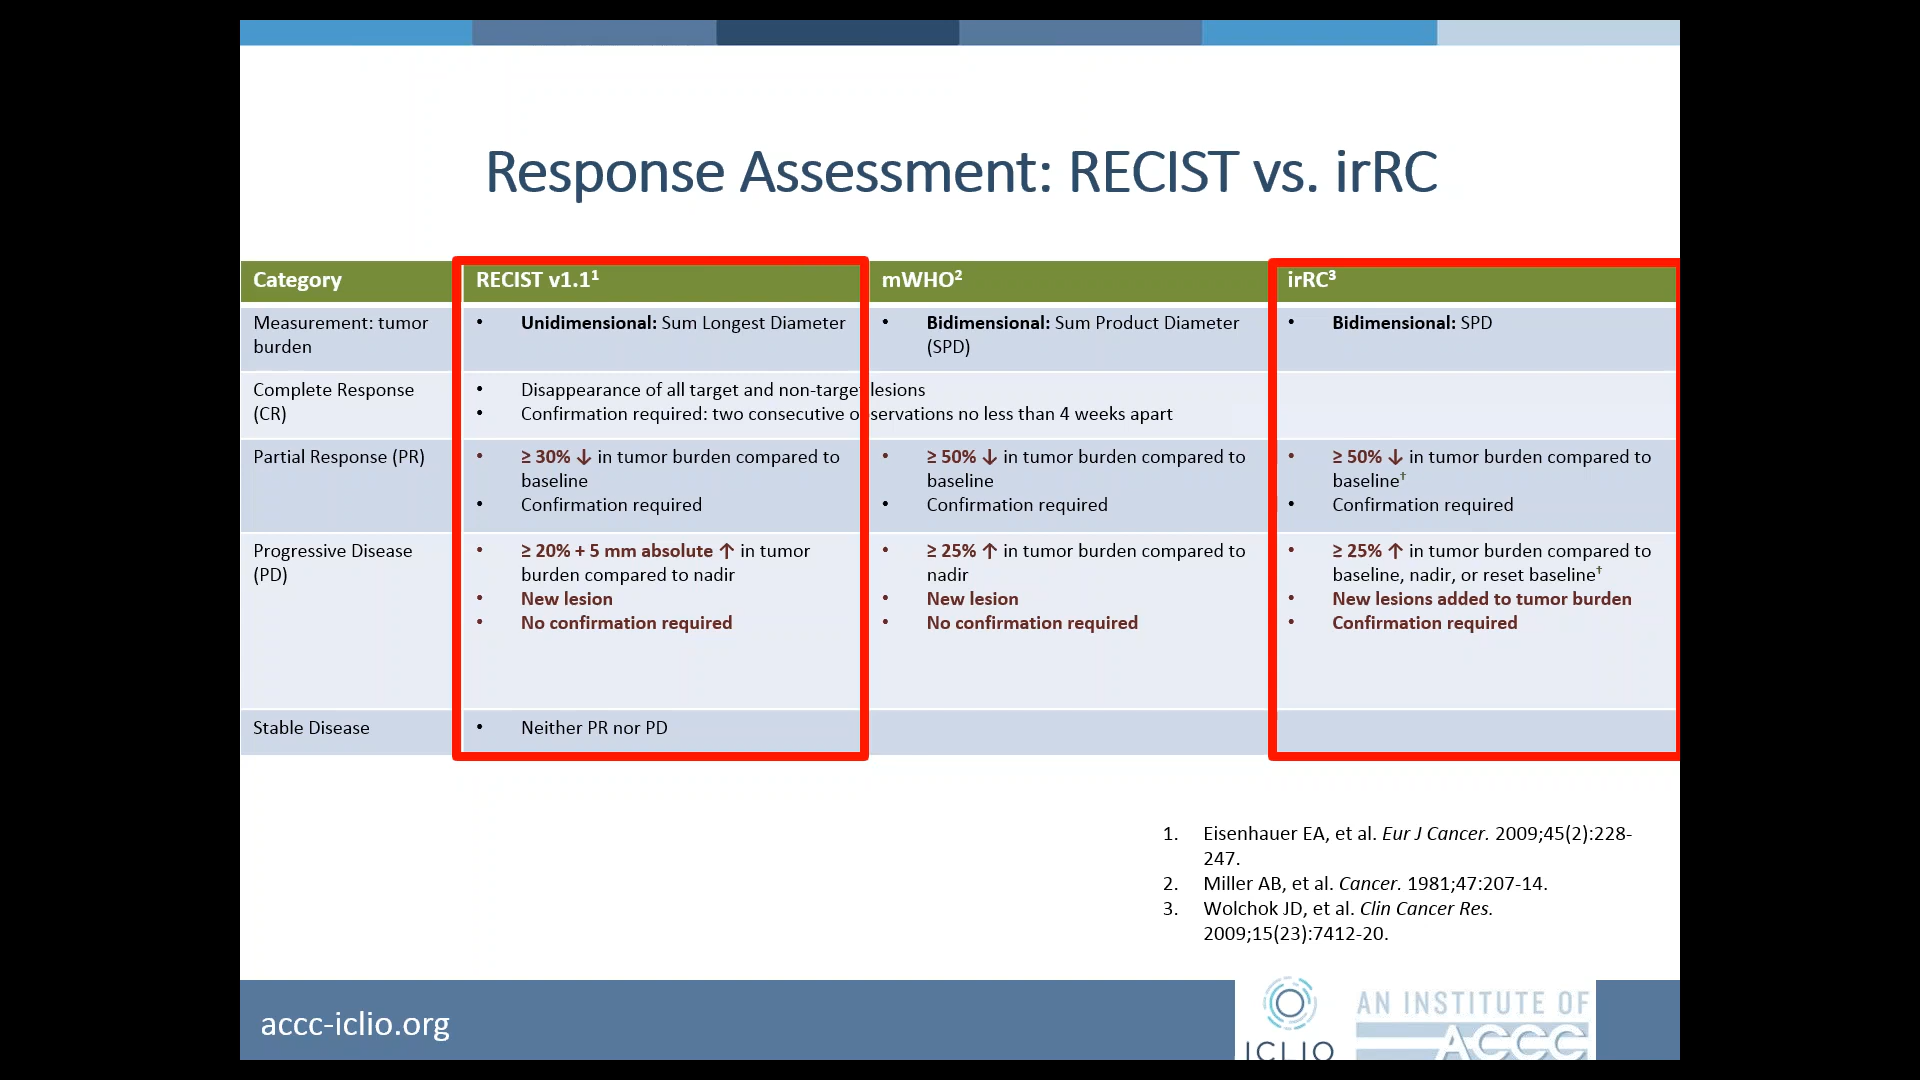 Response Assessment: RECIST vs. irRC
Category
RECIST v1.1¹
mWHO²
irRC³
Measurement: tumor
burden
• Unidimensional: Sum Longest Diameter
• Bidimensional: Sum Product Diameter
(SPD)
• Bidimensional: SPD
Complete Response
(CR)
• Disappearance of all target and non-target lesions
• Confirmation required: two consecutive observations no less than 4 weeks apart
Partial Response (PR)
• ≥ 30% ↓ in tumor burden compared to
baseline
• Confirmation required
• ≥ 50% ↓ in tumor burden compared to
baseline
• Confirmation required
• ≥ 50% ↓ in tumor burden compared to
baseline†
• Confirmation required
Progressive Disease
(PD)
• ≥ 20% + 5 mm absolute ↑ in tumor
burden compared to nadir
• New lesion
• No confirmation required
• ≥ 25% ↑ in tumor burden compared to
nadir
• New lesion
• No confirmation required
• ≥ 25% ↑ in tumor burden compared to
baseline, nadir, or reset baseline†
• New lesions added to tumor burden
• Confirmation required
Stable Disease
• Neither PR nor PD
1. Eisenhauer EA, et al. Eur J Cancer. 2009;45(2):228-
247.
2. Miller AB, et al. Cancer. 1981;47:207-14.
3. Wolchok JD, et al. Clin Cancer Res.
2009;15(23):7412-20.
accc-iclio.org
ICLIO
AN INSTITUTE OF
ACCC